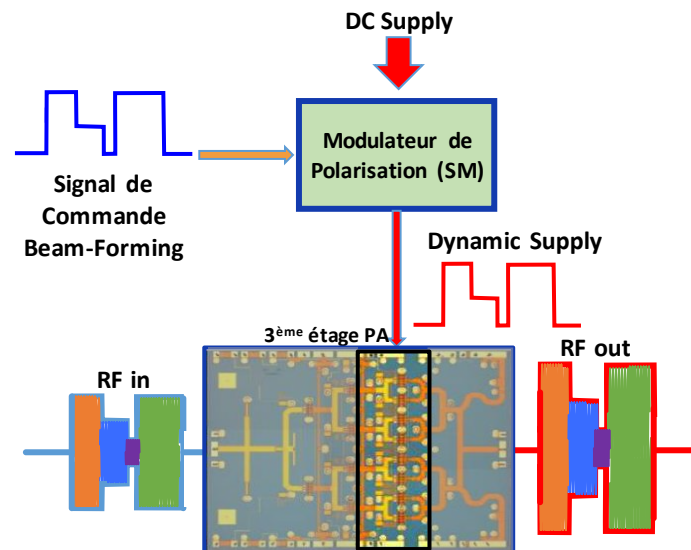 DC Supply
Modulateur de
Polarisation (SM)
Signal de
Commande
Beam-Forming
Dynamic Supply
3ème étage PA
RF in
RF out